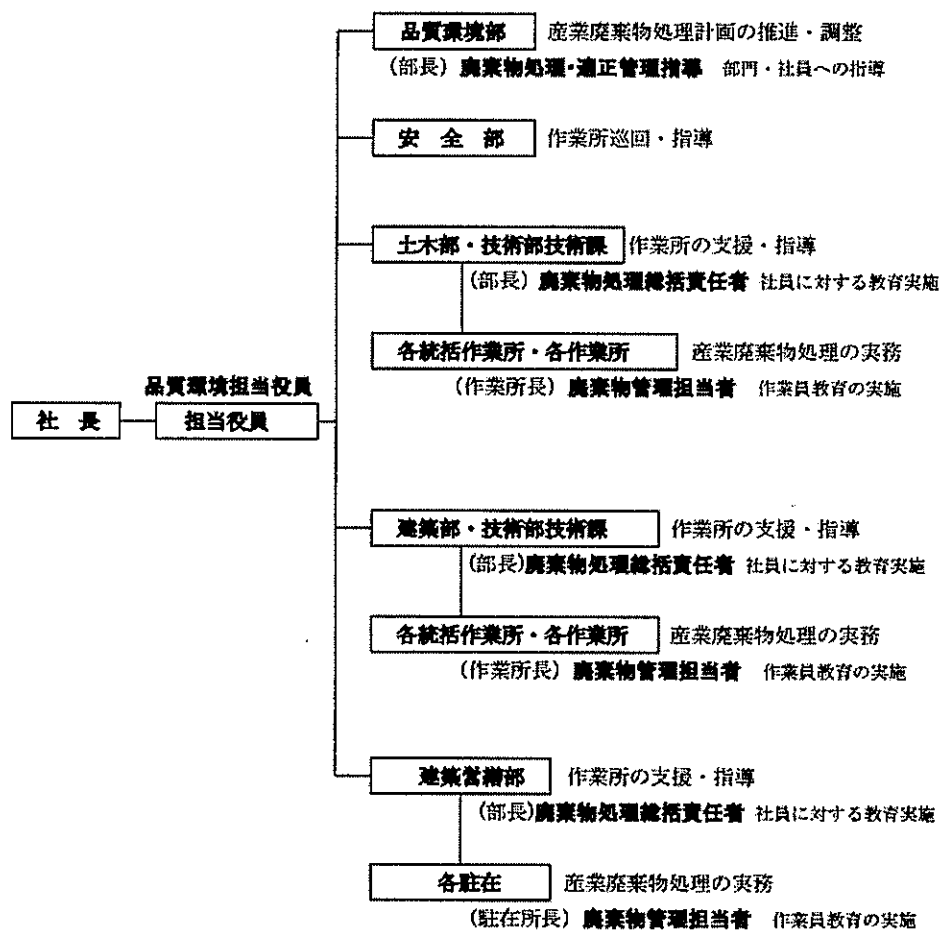 品質環境部 産業廃棄物処理計画の推進・調整
(部長) 廃棄物処理・適正管理指導 部門・社員への指導
安 全 部 作業所巡回・指導
土木部・技術部技術課 作業所の支援・指導
(部長) 廃棄物処理総括責任者 社員に対する教育実施
各統括作業所・各作業所 産業廃棄物処理の実務
(作業所長) 廃棄物管理担当者 作業員教育の実施
品質環境担当役員
社 長 担当役員
建築部・技術部技術課 作業所の支援・指導
(部長)廃棄物処理総括責任者 社員に対する教育実施
各統括作業所・各作業所 産業廃棄物処理の実務
(作業所長) 廃棄物管理担当者 作業員教育の実施
建築営繕部 作業所の支援・指導
(部長)廃棄物処理総括責任者 社員に対する教育実施
各駐在 産業廃棄物処理の実務
(駐在所長) 廃棄物管理担当者 作業員教育の実施